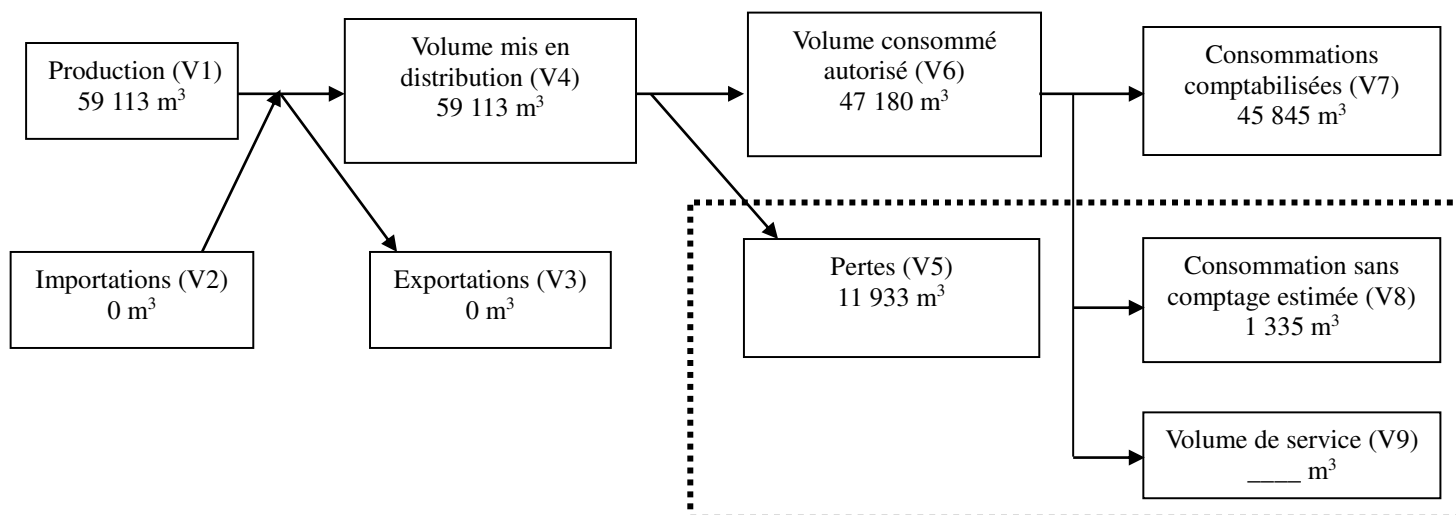 Production (V1)
59 113 m³
Volume mis en
distribution (V4)
59 113 m³
Volume consommé
autorisé (V6)
47 180 m³
Consommations
comptabilisées (V7)
45 845 m³
Importations (V2)
0 m³
Exportations (V3)
0 m³
Pertes (V5)
11 933 m³
Consommation sans
comptage estimée (V8)
1 335 m³
Volume de service (V9)
____ m³